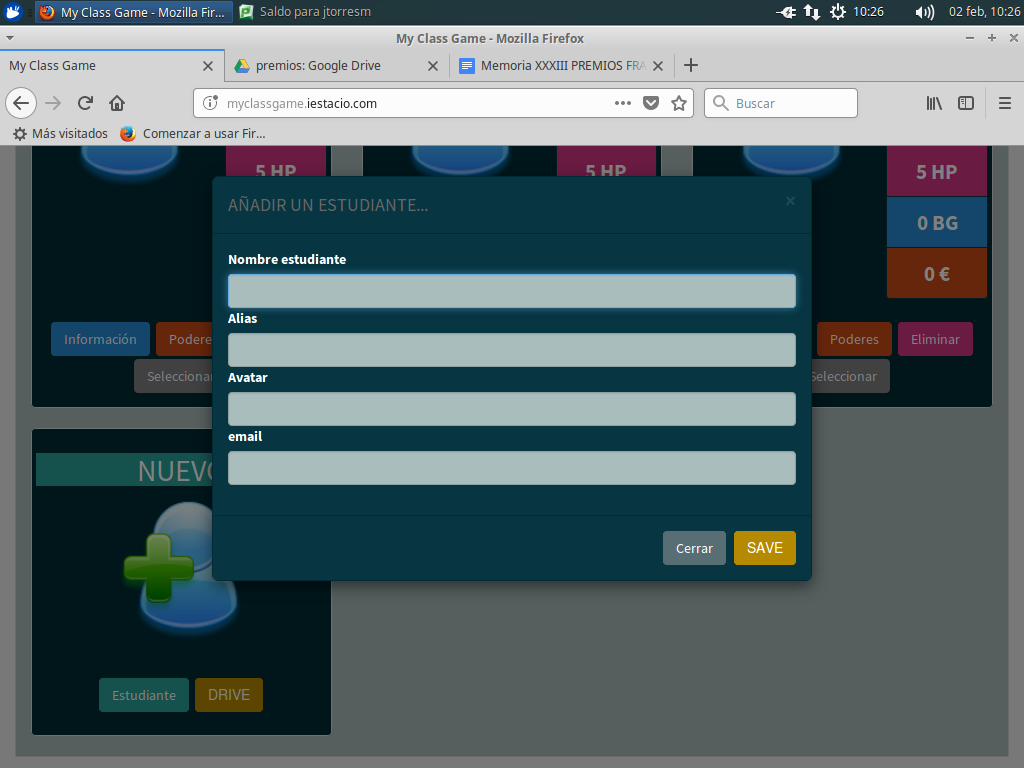 My Class Game - Mozilla Fir...
Saldo para jtorresm
10:26
02 feb, 10:26
My Class Game - Mozilla Firefox
My Class Game
premios: Google Drive
Memoria XXXIII PREMIOS FRA
myclassgame.iestacio.com
Buscar
Más visitados
Comenzar a usar Fir...
5 HP
5 HP
5 HP
0 BG
0 €
AÑADIR UN ESTUDIANTE...
×
Nombre estudiante
Alias
Avatar
email
Cerrar
SAVE
Información
Podere
Poderes
Eliminar
Selecciona
Seleccionar
NUEVO
Estudiante
DRIVE